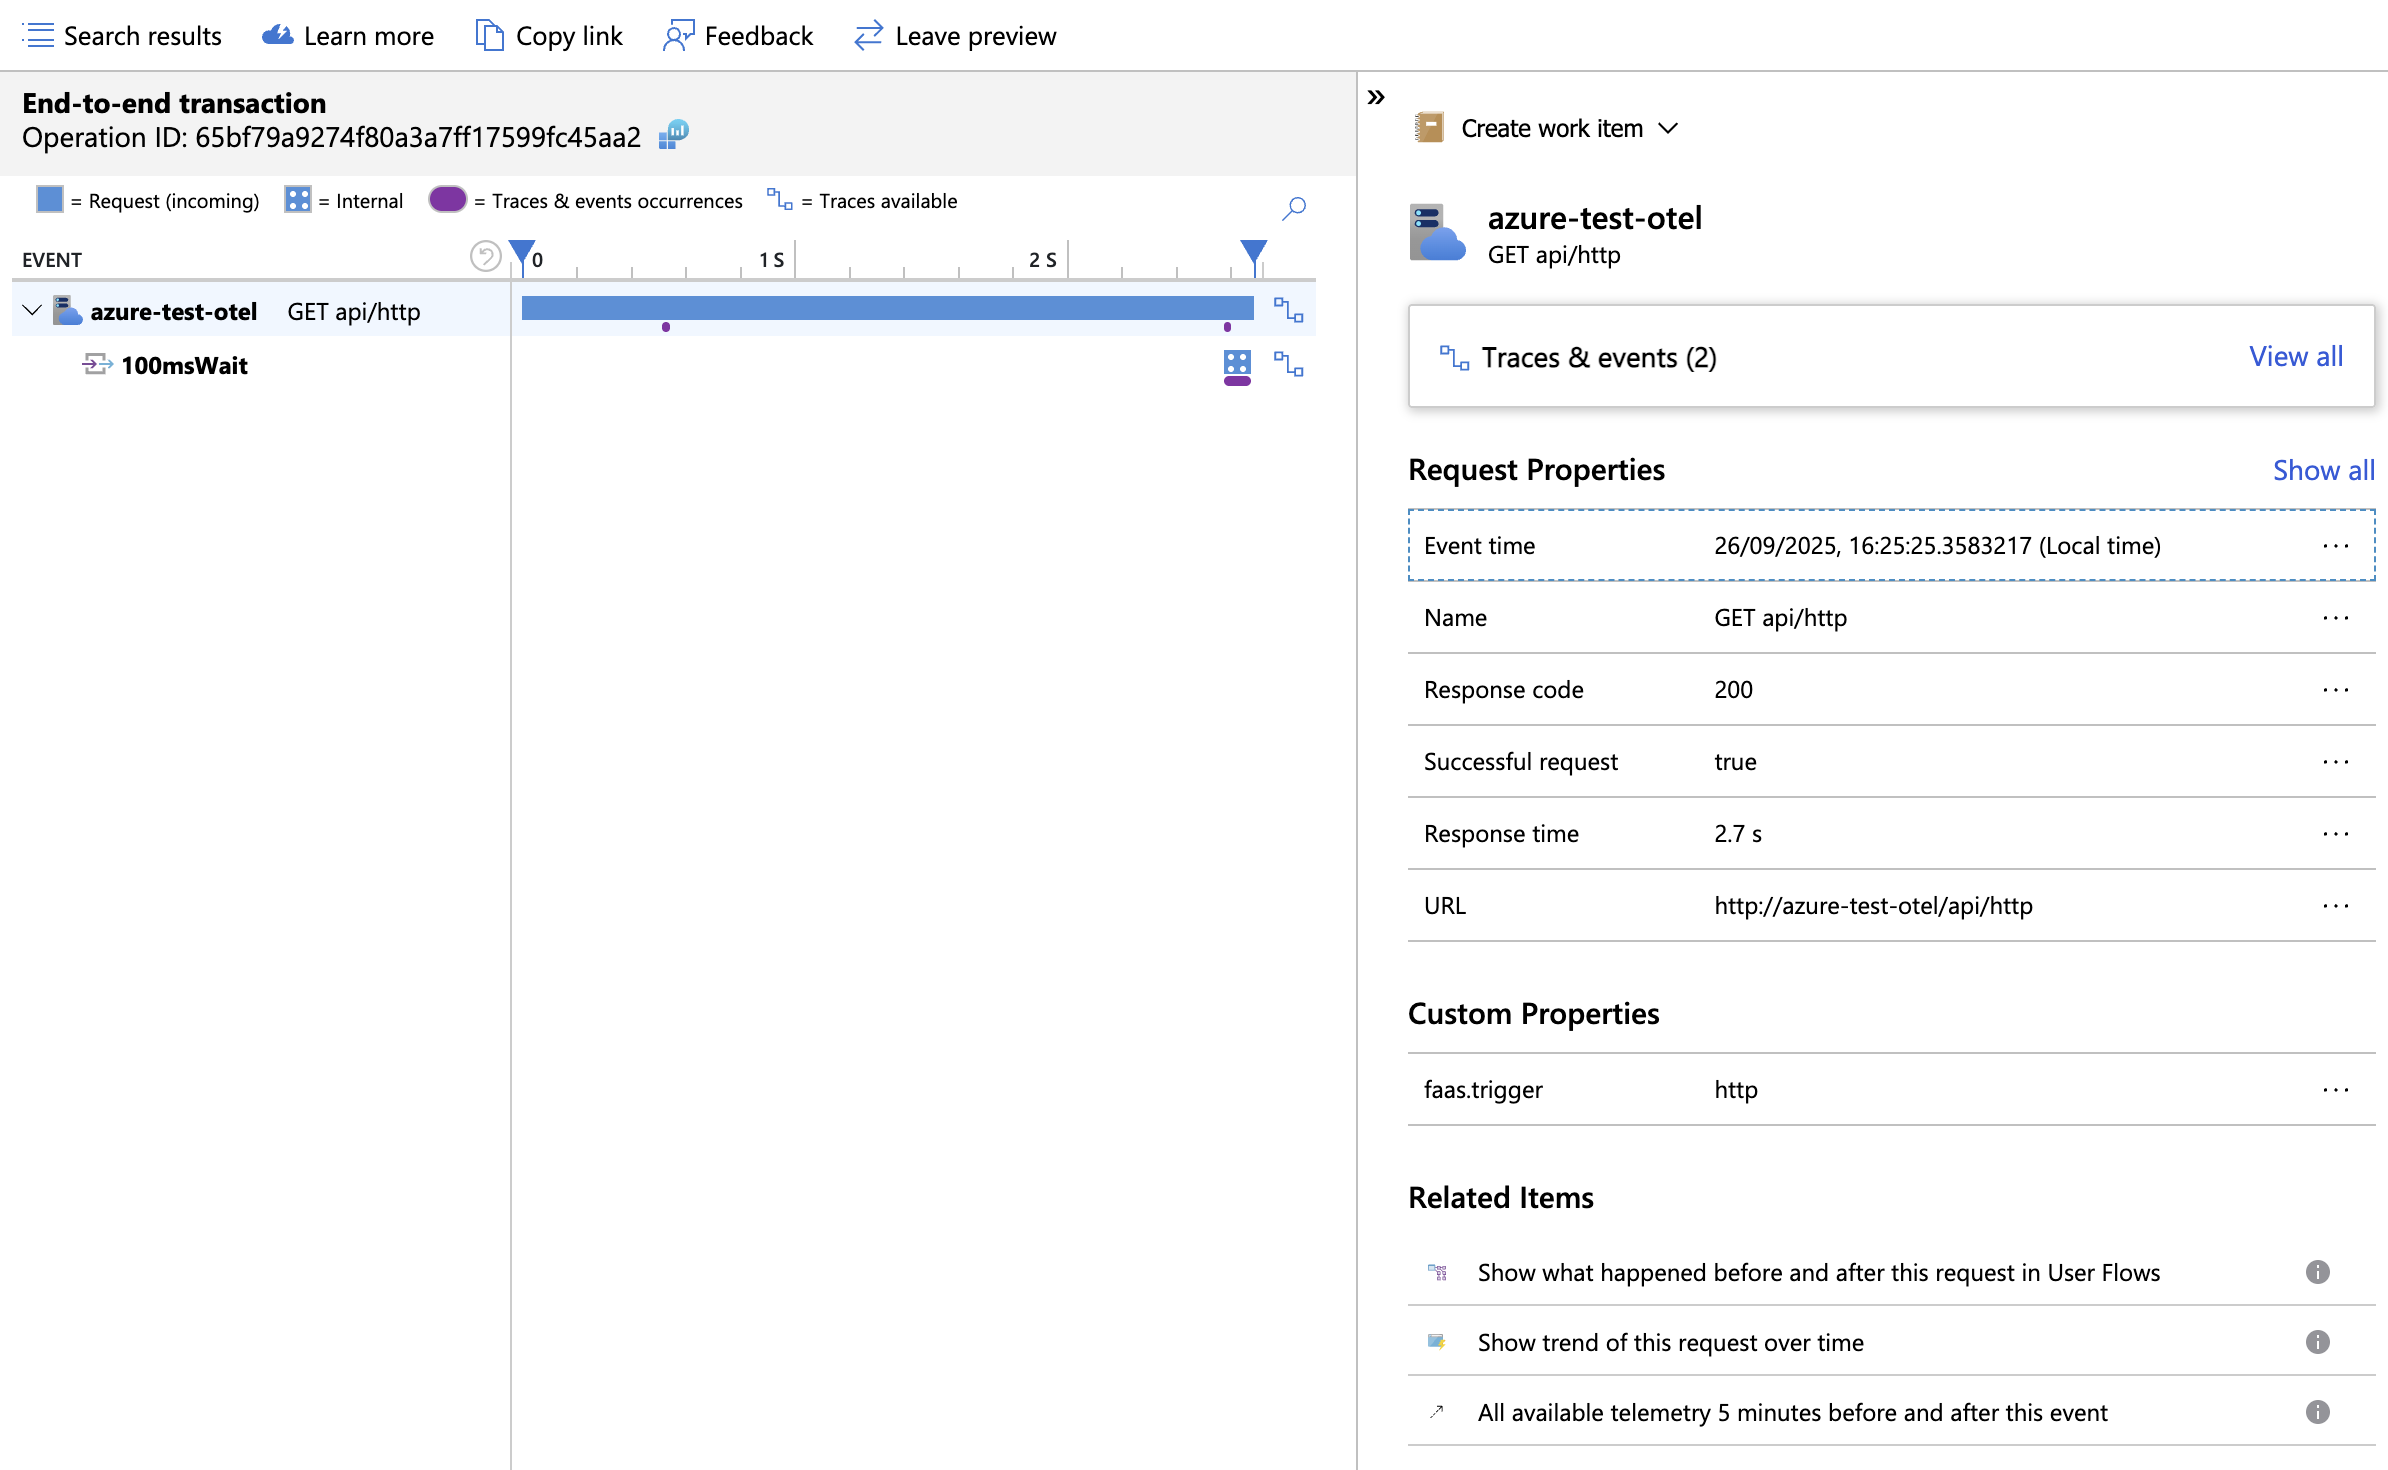 Search results Learn more Copy link Feedback Leave preview
End-to-end transaction
Operation ID: 65bf79a9274f80a3a7ff17599fc45aa2
= Request (incoming) = Internal = Traces & events occurrences = Traces available
EVENT 0 1 S 2 S
azure-test-otel GET api/http
100msWait
Create work item
azure-test-otel
GET api/http
Traces & events (2) View all
Request Properties Show all
Event time 26/09/2025, 16:25:25.3583217 (Local time) ...
Name GET api/http ...
Response code 200 ...
Successful request true ...
Response time 2.7 s ...
URL http://azure-test-otel/api/http ...
Custom Properties
faas.trigger http ...
Related Items
Show what happened before and after this request in User Flows
Show trend of this request over time
All available telemetry 5 minutes before and after this event